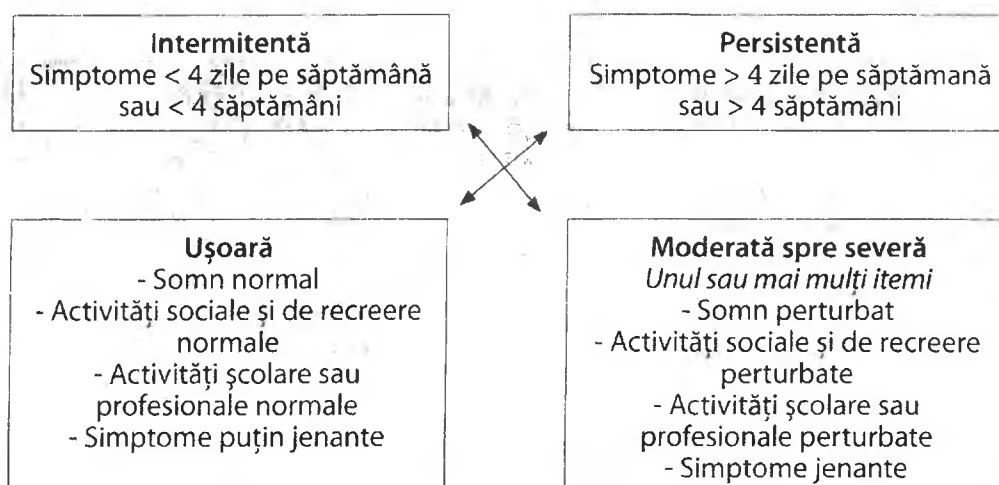 Intermitentă
Simptome < 4 zile pe săptămână
sau < 4 săptămâni
Persistentă
Simptome > 4 zile pe săptămană
sau > 4 săptămâni
Ușoară
- Somn normal
- Activități sociale și de recreere
normale
- Activități școlare sau
profesionale normale
- Simptome puțin jenante
Moderată spre severă
Unul sau mai mulți itemi
- Somn perturbat
- Activități sociale și de recreere
perturbate
- Activități școlare sau
profesionale perturbate
- Simptome jenante